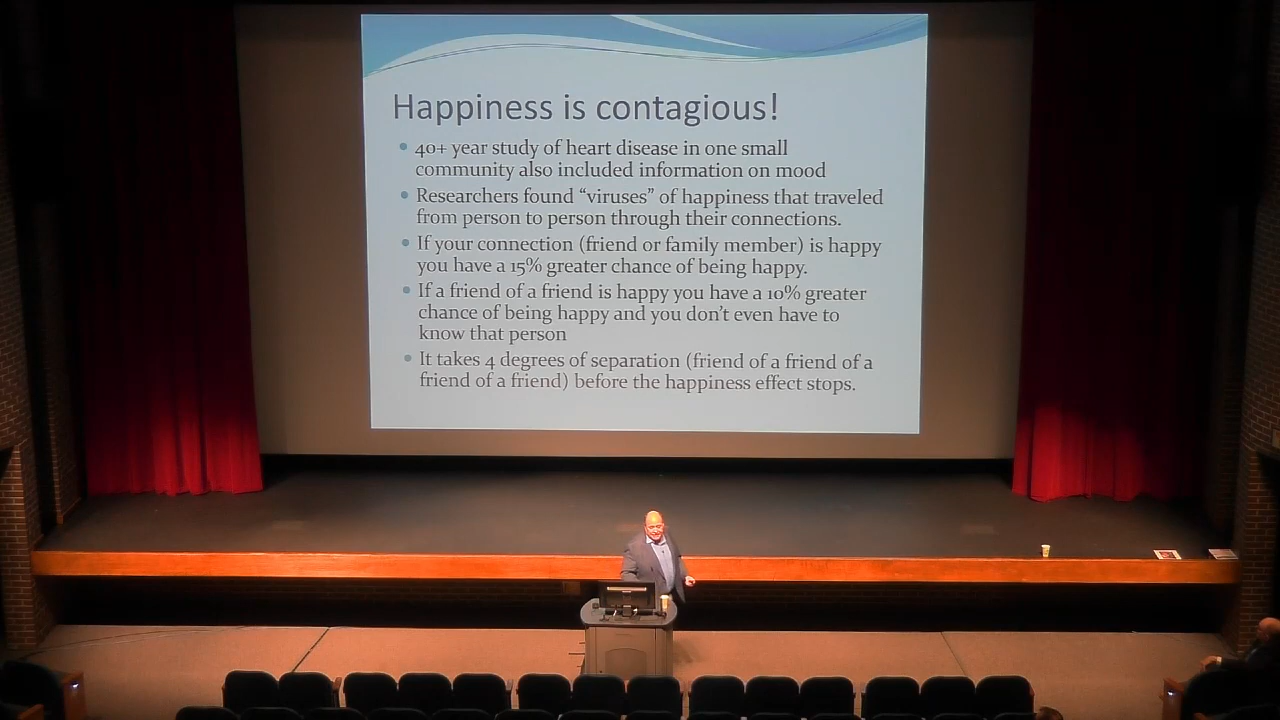 Happiness is contagious!
• 40+ year study of heart disease in one small
community also included information on mood
• Researchers found “viruses” of happiness that traveled
from person to person through their connections.
• If your connection (friend or family member) is happy
you have a 15% greater chance of being happy.
• If a friend of a friend is happy you have a 10% greater
chance of being happy and you don’t even have to
know that person
• It takes 4 degrees of separation (friend of a friend of a
friend of a friend) before the happiness effect stops.